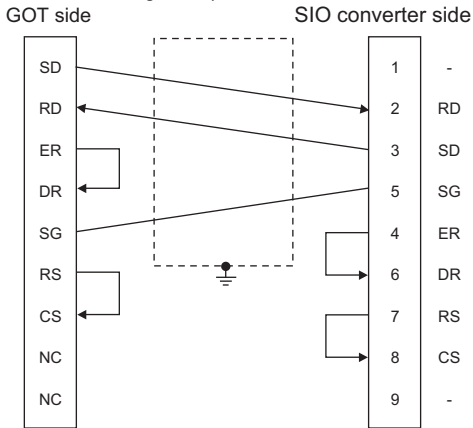 GOT side
SIO converter side
SD 1 -
RD 2 RD
ER 3 SD
DR 5 SG
SG 4 ER
RS 6 DR
CS 7 RS
NC 8 CS
NC 9 -